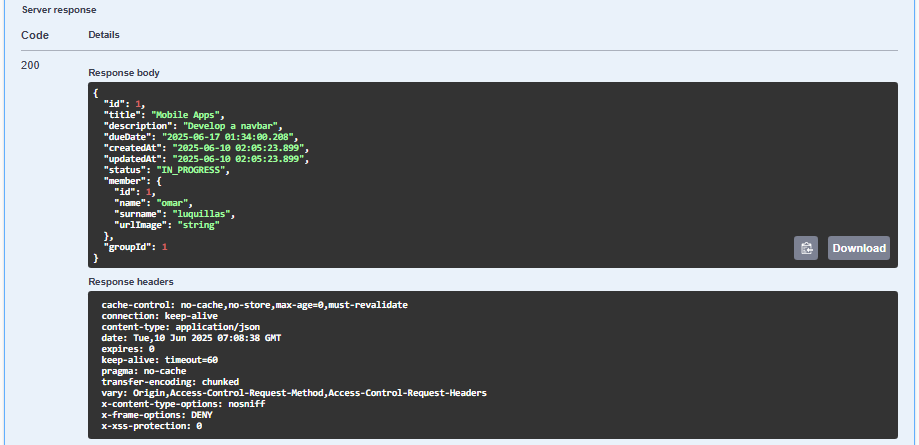 Server response
Code Details
200
Response body
{
"id": 1,
"title": "Mobile Apps",
"description": "Develop a navbar",
"dueDate": "2025-06-17 01:34:00.208",
"createdAt": "2025-06-10 02:05:23.899",
"updatedAt": "2025-06-10 02:05:23.899",
"status": "IN_PROGRESS",
"member": {
"id": 1,
"name": "omar",
"surname": "luquillas",
"urlImage": "string"
},
"groupId": 1
}
Download
Response headers
cache-control: no-cache,no-store,max-age=0,must-revalidate
connection: keep-alive
content-type: application/json
date: Tue,10 Jun 2025 07:08:38 GMT
expires: 0
keep-alive: timeout=60
pragma: no-cache
transfer-encoding: chunked
vary: Origin,Access-Control-Request-Method,Access-Control-Request-Headers
x-content-type-options: nosniff
x-frame-options: DENY
x-xss-protection: 0